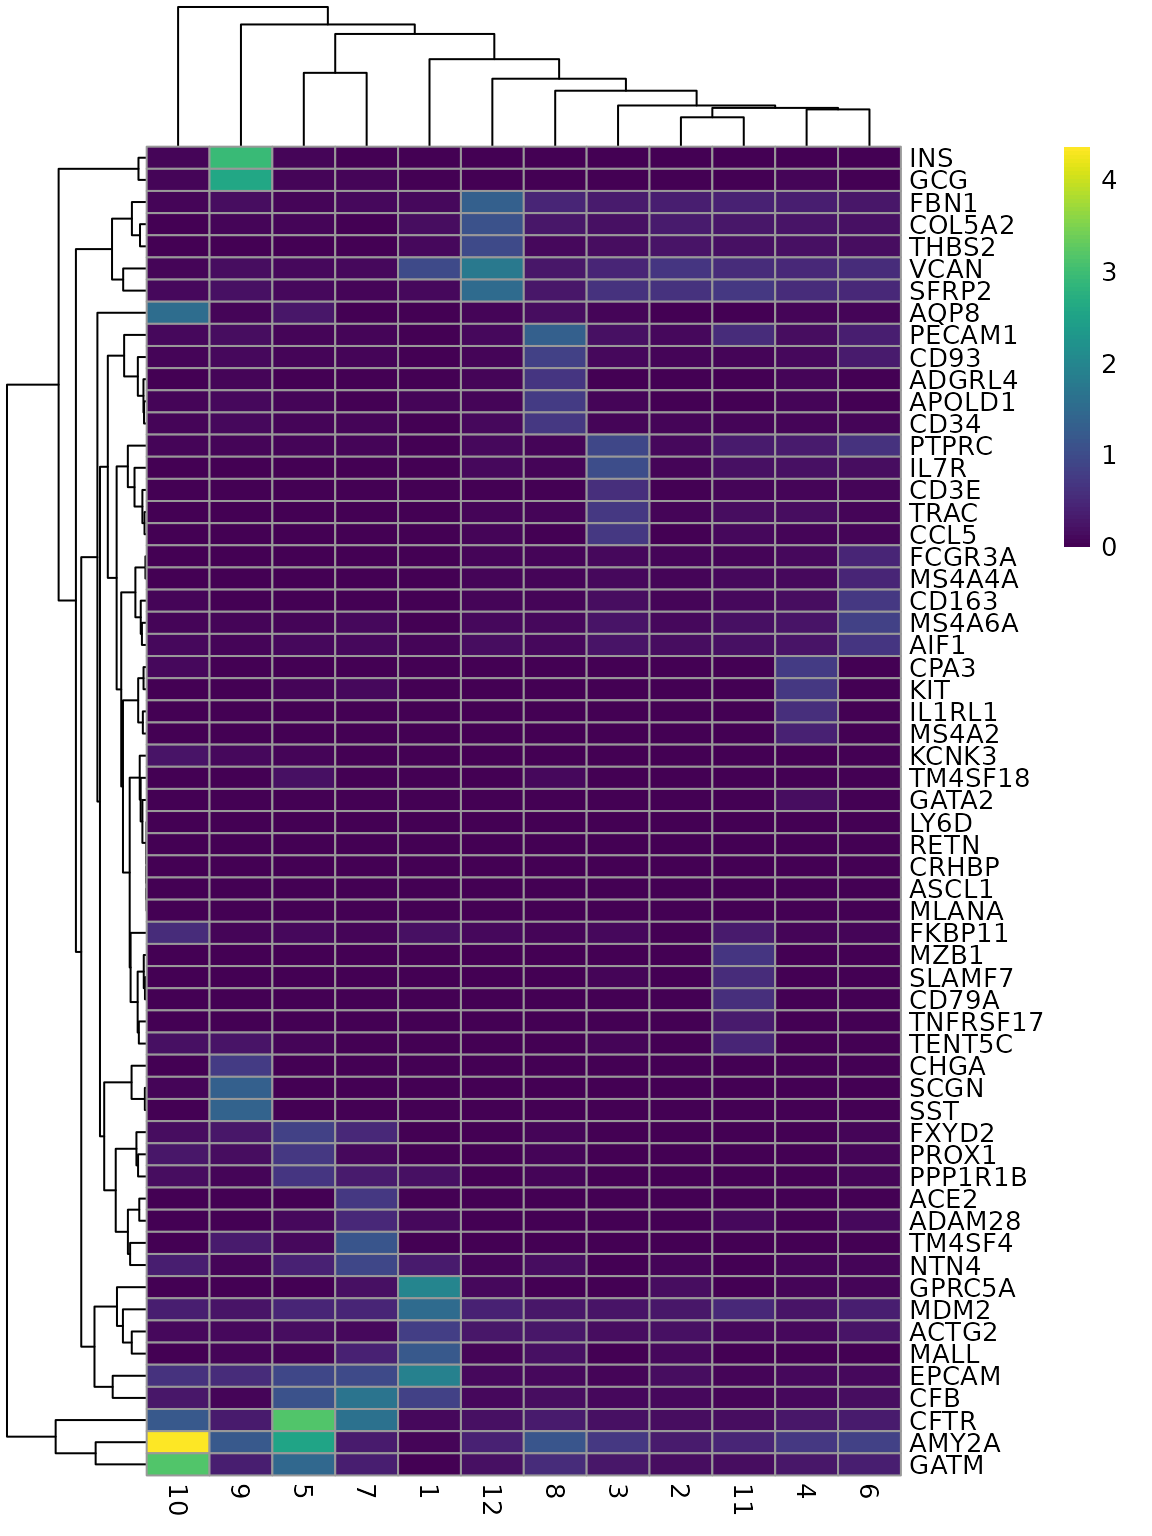 INS
GCG
FBN1
COL5A2
THBS2
VCAN
SFRP2
AQP8
PECAM1
CD93
ADGRL4
APOLD1
CD34
PTPRC
IL7R
CD3E
TRAC
CCL5
FCGR3A
MS4A4A
CD163
MS4A6A
AIF1
CPA3
KIT
IL1RL1
MS4A2
KCNK3
TM4SF18
GATA2
LY6D
RETN
CRHBP
ASCL1
MLANA
FKBP11
MZB1
SLAMF7
CD79A
TNFRSF17
TENT5C
CHGA
SCGN
SST
FXYD2
PROX1
PPP1R1B
ACE2
ADAM28
TM4SF4
NTN4
GPRC5A
MDM2
ACTG2
MALL
EPCAM
CFB
CFTR
AMY2A
GATM
4
3
2
1
0
10 9 5 7 1 12 8 3 2 11 4 6